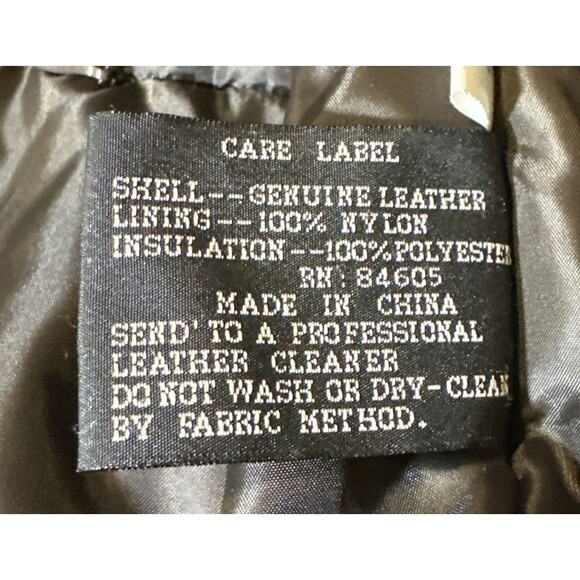 CARE LABEL
SHELL--GENUINE LEATHER
LINING--100% NYLON
INSULATION--100%POLYESTER
RN: 84605
MADE IN CHINA
SEND' TO A PROFESSIONAL
LEATHER CLEANER
DO NOT WASH OR DRY-CLEAN
BY FABRIC METHOD.